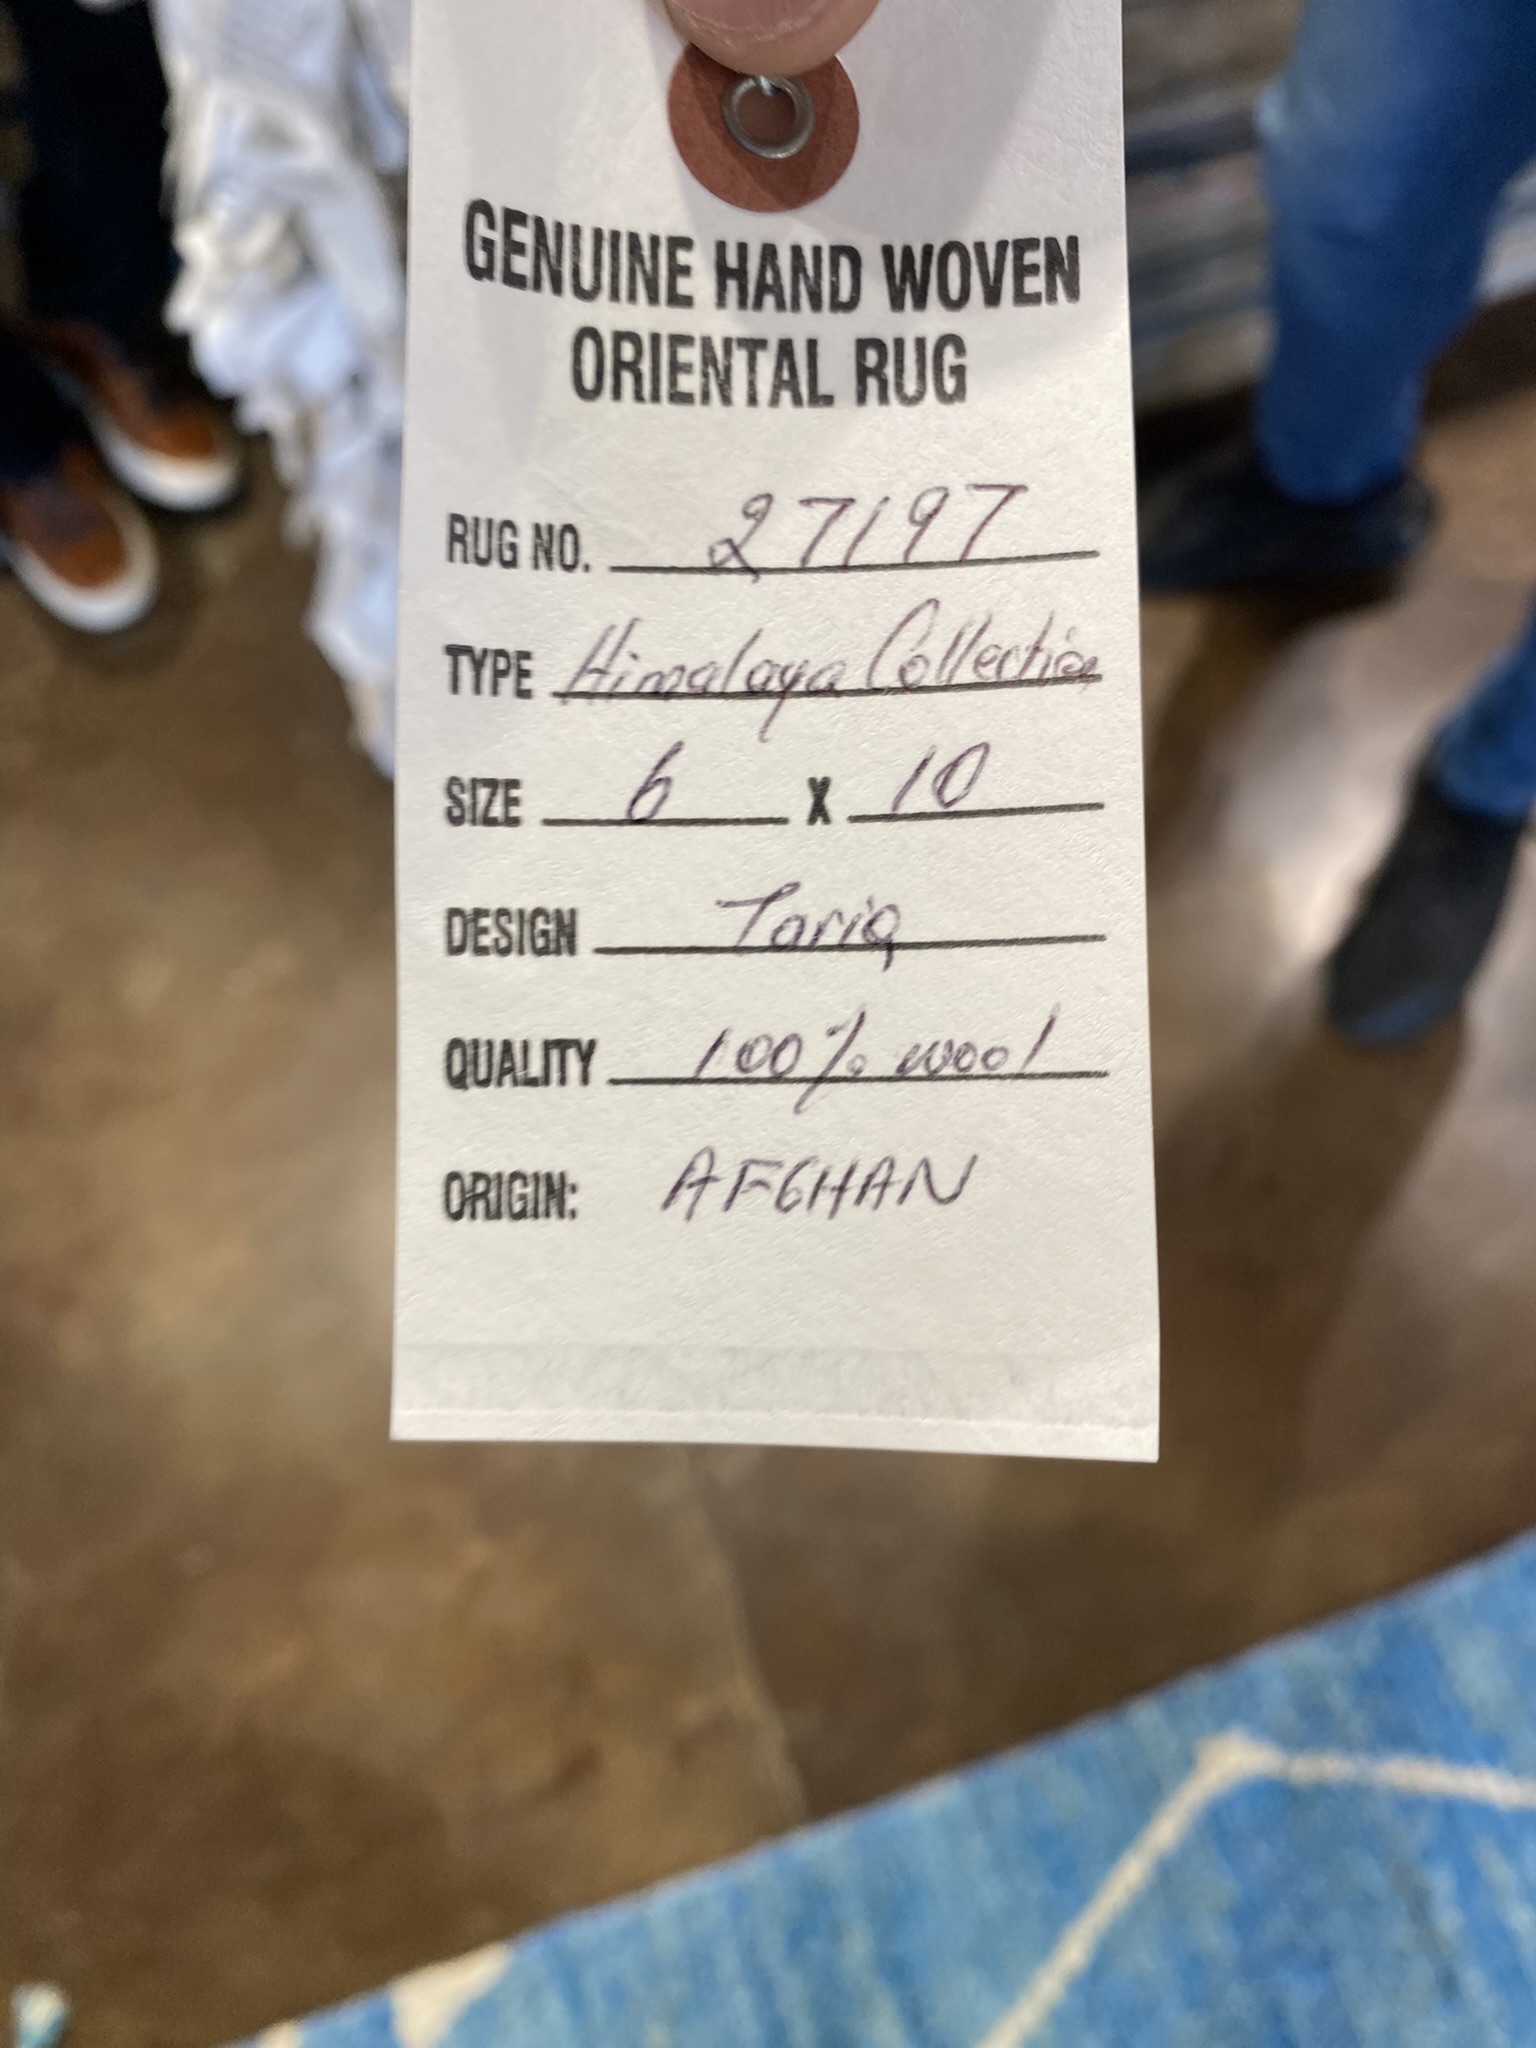 GENUINE HAND WOVEN
ORIENTAL RUG
RUG NO. 27197
TYPE Himalaya Collection
SIZE 6 X 10
DESIGN Tariq
QUALITY 100% wool
ORIGIN: AFGHAN